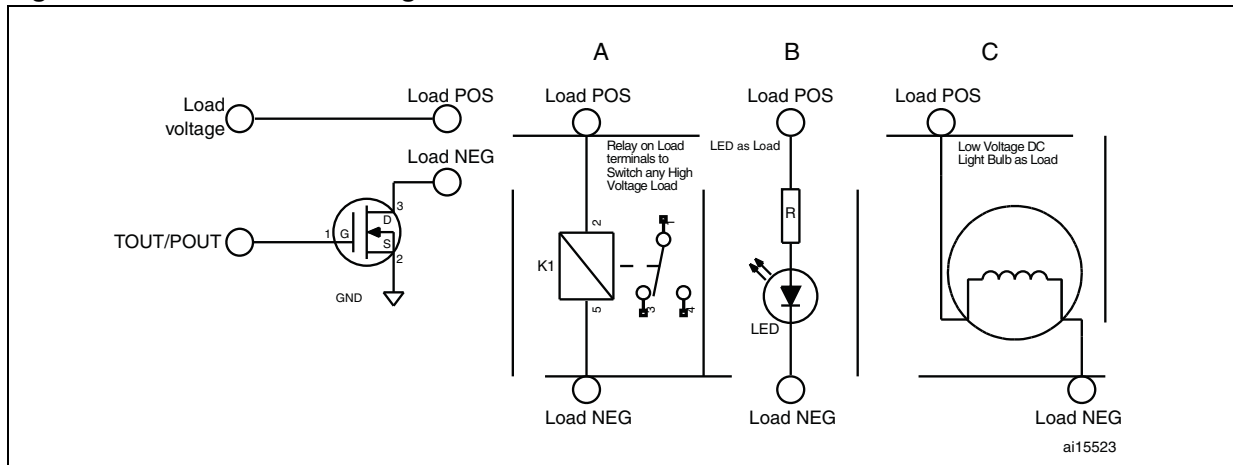 A
B
C
Load
voltage
Load POS
Load NEG
TOUT/POUT
1
G
3
D
S
2
GND
Load POS
Relay on Load
terminals to
Switch any High
Voltage Load
2
K1
5
1
3
4
Load NEG
Load POS
LED as Load
R
LED
Load NEG
Load POS
Low Voltage DC
Light Bulb as Load
Load NEG
ai15523